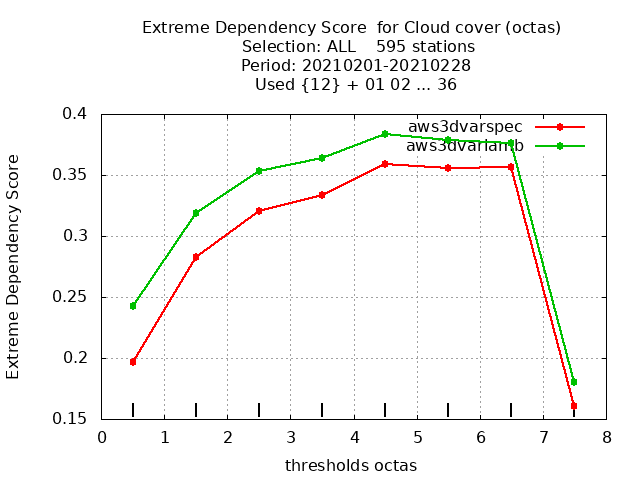 Extreme Dependency Score  for Cloud cover (octas)
Selection: ALL    595 stations
Period: 20210201-20210228
Used {12} + 01 02 ... 36
aws3dvarspec
aws3dvarlamb
Extreme Dependency Score
0.4
0.35
0.3
0.25
0.2
0.15
0 1 2 3 4 5 6 7 8
thresholds octas